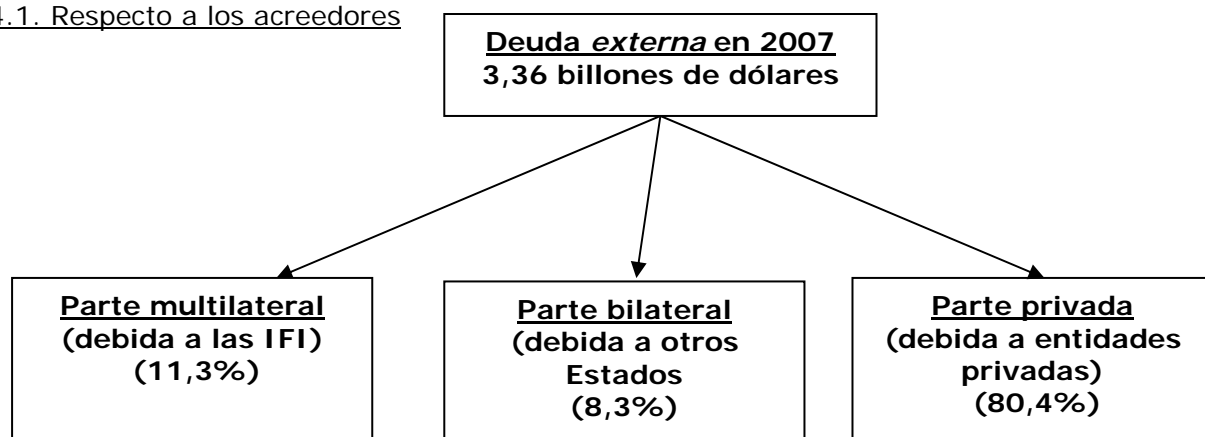 4.1. Respecto a los acreedores
Deuda externa en 2007
3,36 billones de dólares
Parte multilateral
(debida a las IFI)
(11,3%)
Parte bilateral
(debida a otros
Estados
(8,3%)
Parte privada
(debida a entidades
privadas)
(80,4%)